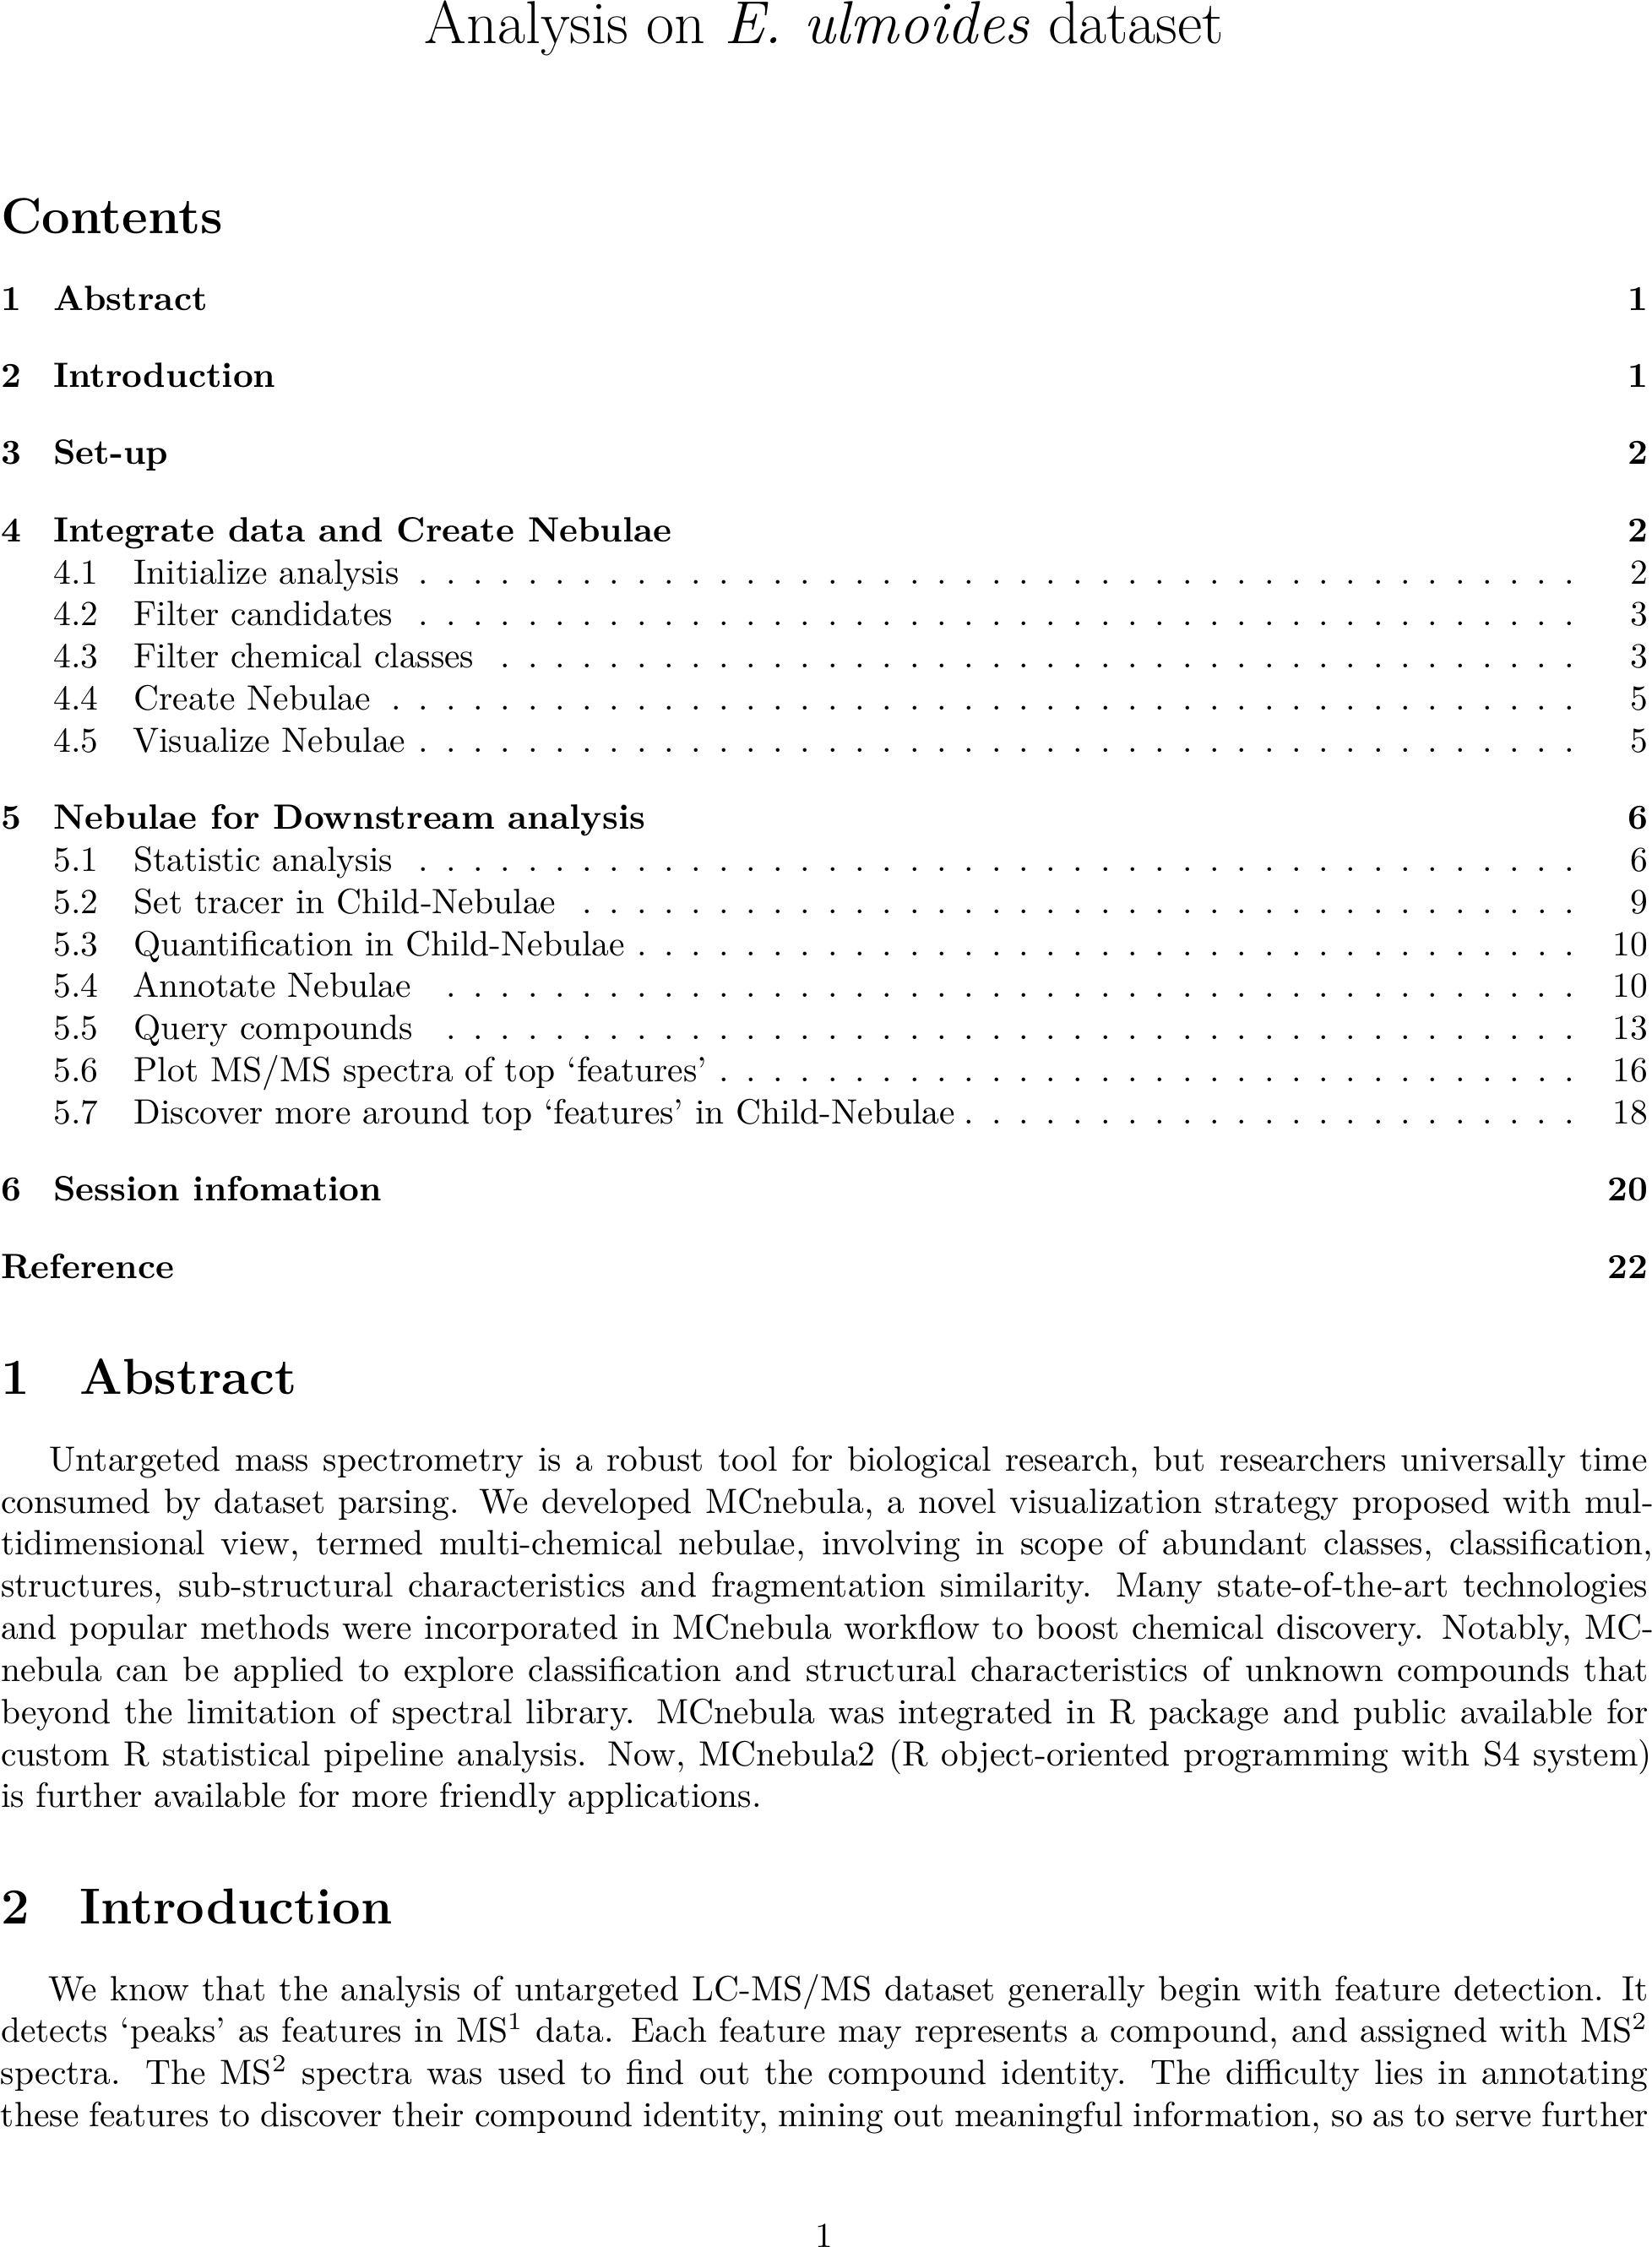 Analysis on E. ulmoides dataset
Contents
1 Abstract 1
2 Introduction 1
3 Set-up 2
4 Integrate data and Create Nebulae 2
4.1 Initialize analysis . . . . . . . . . . . . . . . . . . . . . . . . . . . . . . . . . . . . . . . . . . . 2
4.2 Filter candidates . . . . . . . . . . . . . . . . . . . . . . . . . . . . . . . . . . . . . . . . . . . 3
4.3 Filter chemical classes . . . . . . . . . . . . . . . . . . . . . . . . . . . . . . . . . . . . . . . . 3
4.4 Create Nebulae . . . . . . . . . . . . . . . . . . . . . . . . . . . . . . . . . . . . . . . . . . . . 5
4.5 Visualize Nebulae . . . . . . . . . . . . . . . . . . . . . . . . . . . . . . . . . . . . . . . . . . . 5
5 Nebulae for Downstream analysis 6
5.1 Statistic analysis . . . . . . . . . . . . . . . . . . . . . . . . . . . . . . . . . . . . . . . . . . . 6
5.2 Set tracer in Child-Nebulae . . . . . . . . . . . . . . . . . . . . . . . . . . . . . . . . . . . . . 9
5.3 Quantification in Child-Nebulae . . . . . . . . . . . . . . . . . . . . . . . . . . . . . . . . . . . 10
5.4 Annotate Nebulae . . . . . . . . . . . . . . . . . . . . . . . . . . . . . . . . . . . . . . . . . . 10
5.5 Query compounds . . . . . . . . . . . . . . . . . . . . . . . . . . . . . . . . . . . . . . . . . . 13
5.6 Plot MS/MS spectra of top ‘features’ . . . . . . . . . . . . . . . . . . . . . . . . . . . . . . . . 16
5.7 Discover more around top ‘features’ in Child-Nebulae . . . . . . . . . . . . . . . . . . . . . . . 18
6 Session infomation 20
Reference 22
1 Abstract
Untargeted mass spectrometry is a robust tool for biological research, but researchers universally time
consumed by dataset parsing. We developed MCnebula, a novel visualization strategy proposed with mul-
tidimensional view, termed multi-chemical nebulae, involving in scope of abundant classes, classification,
structures, sub-structural characteristics and fragmentation similarity. Many state-of-the-art technologies
and popular methods were incorporated in MCnebula workflow to boost chemical discovery. Notably, MC-
nebula can be applied to explore classification and structural characteristics of unknown compounds that
beyond the limitation of spectral library. MCnebula was integrated in R package and public available for
custom R statistical pipeline analysis. Now, MCnebula2 (R object-oriented programming with S4 system)
is further available for more friendly applications.
2 Introduction
We know that the analysis of untargeted LC-MS/MS dataset generally begin with feature detection. It
detects ‘peaks’ as features in MS¹ data. Each feature may represents a compound, and assigned with MS²
spectra. The MS² spectra was used to find out the compound identity. The difficulty lies in annotating
these features to discover their compound identity, mining out meaningful information, so as to serve further
1